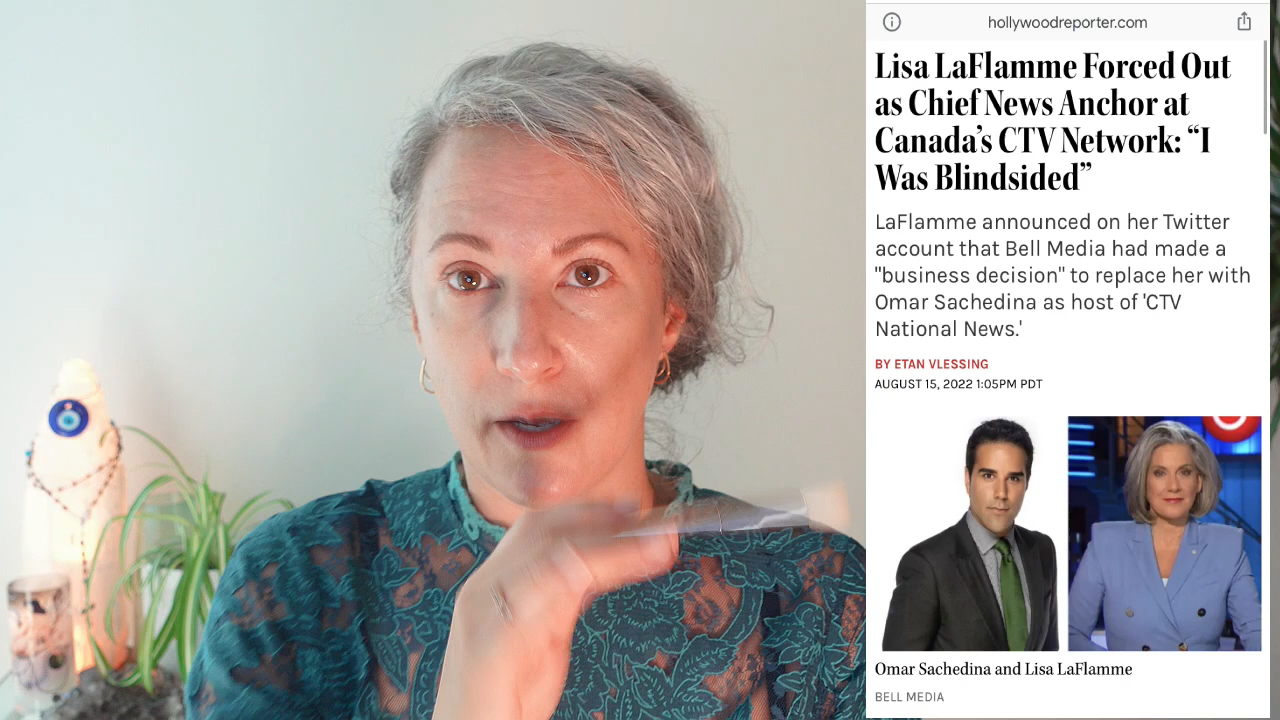 hollywoodreporter.com
Lisa LaFlamme Forced Out
as Chief News Anchor at
Canada's CTV Network: “I
Was Blindsided”
LaFlamme announced on her Twitter
account that Bell Media had made a
"business decision" to replace her with
Omar Sachedina as host of 'CTV
National News.'
BY ETAN VLESSING
AUGUST 15, 2022 1:05PM PDT
Omar Sachedina and Lisa LaFlamme
BELL MEDIA